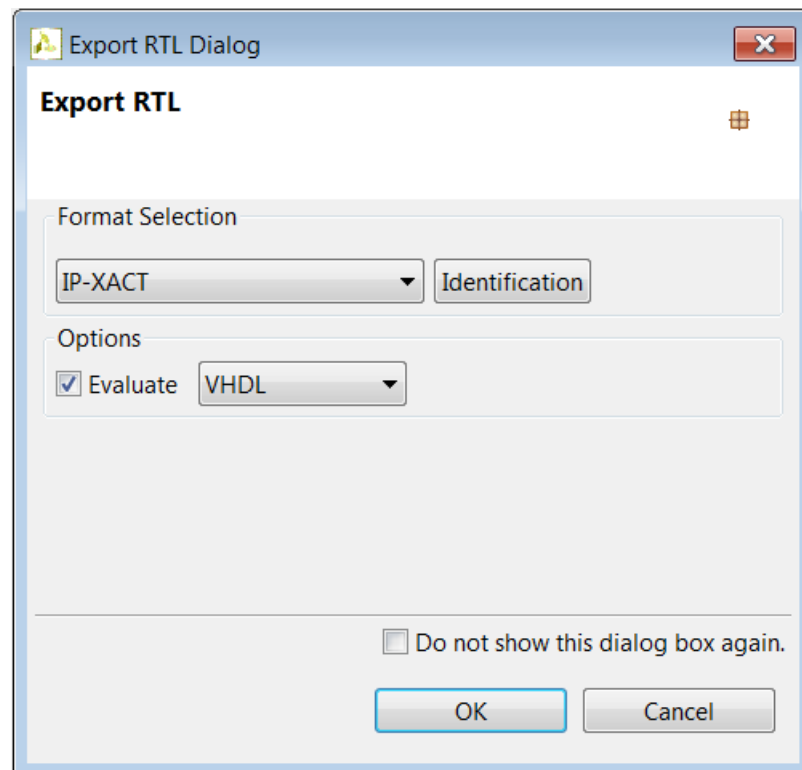 Export RTL Dialog
Export RTL
Format Selection
IP-XACT Identification
Options
Evaluate VHDL
Do not show this dialog box again.
OK Cancel